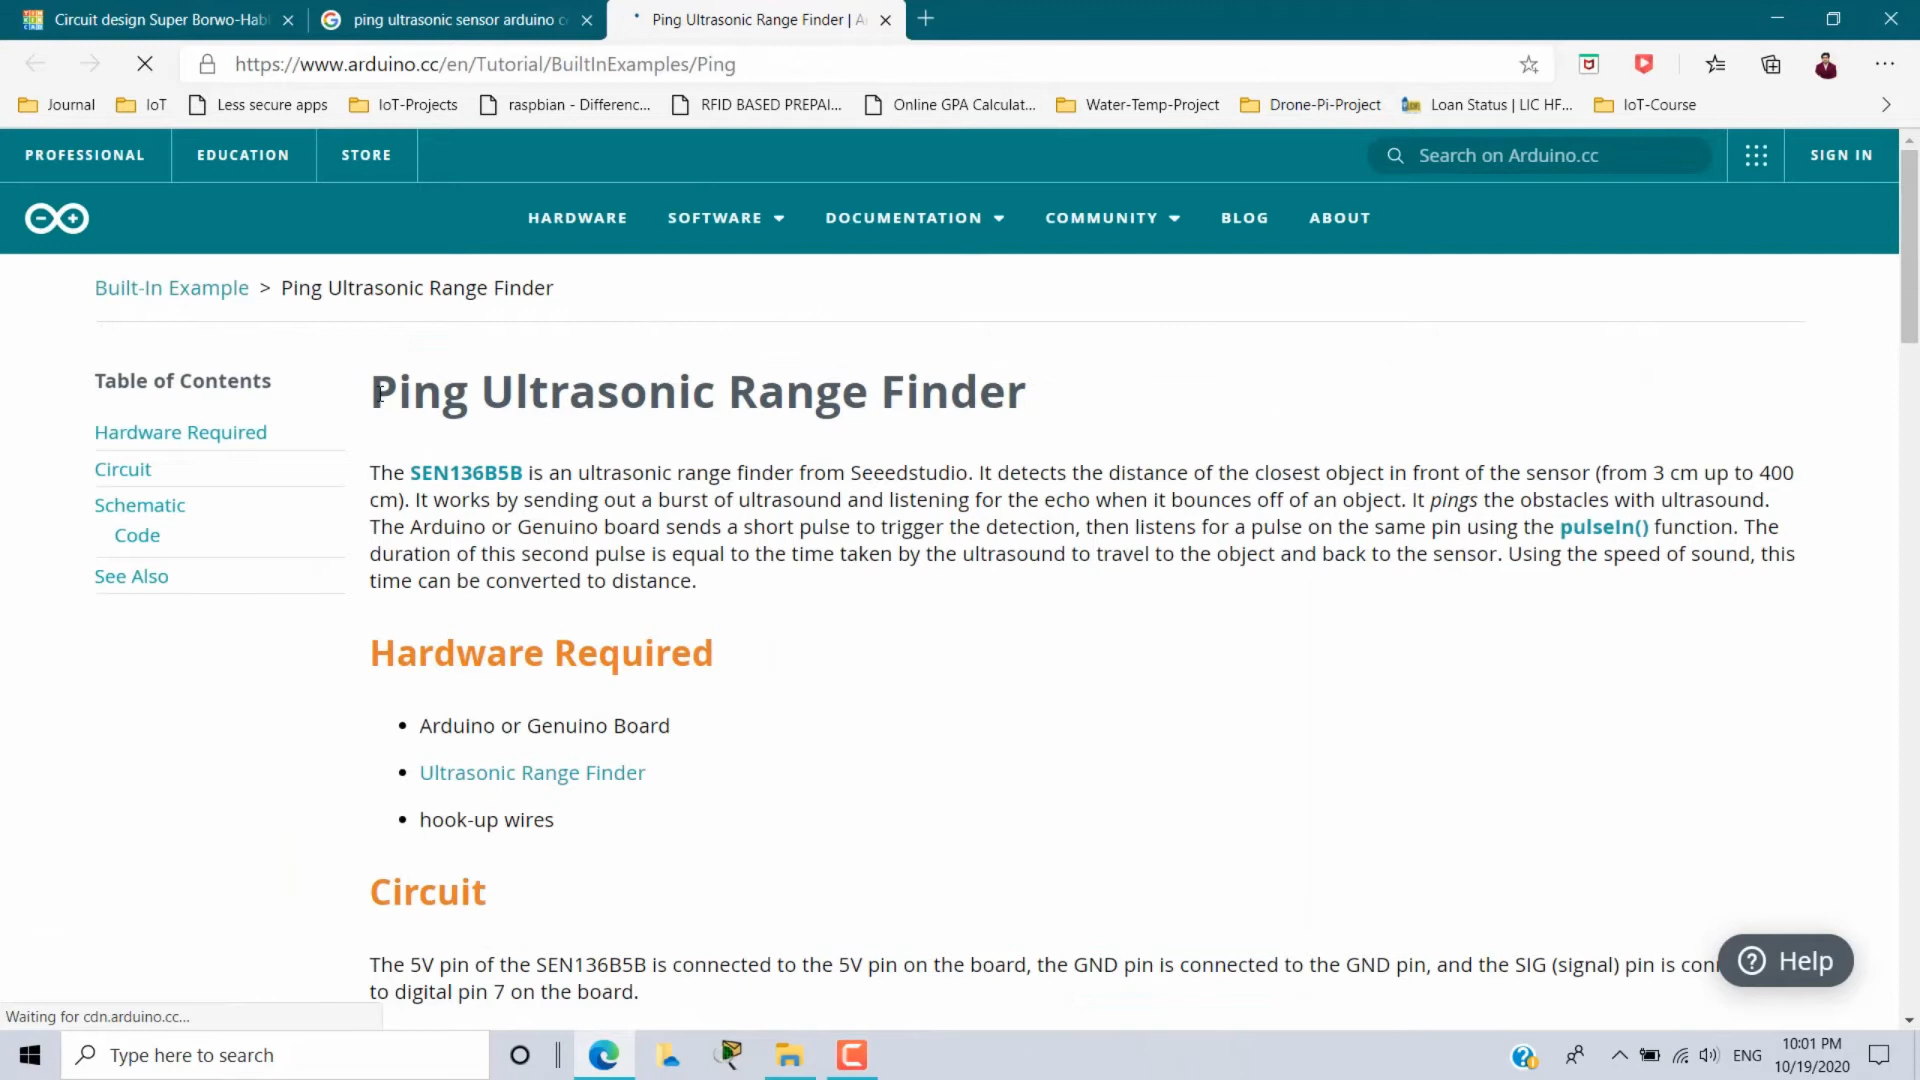 Circuit design Super Borwo-Hab
ping ultrasonic sensor arduino c
Ping Ultrasonic Range Finder | A
https://www.arduino.cc/en/Tutorial/BuiltInExamples/Ping
Journal
IoT
Less secure apps
IoT-Projects
raspbian - Differenc...
RFID BASED PREPAI...
Online GPA Calculat...
Water-Temp-Project
Drone-Pi-Project
Loan Status | LIC HF...
IoT-Course
PROFESSIONAL
EDUCATION
STORE
Search on Arduino.cc
SIGN IN
HARDWARE
SOFTWARE
DOCUMENTATION
COMMUNITY
BLOG
ABOUT
Built-In Example > Ping Ultrasonic Range Finder
Table of Contents
Hardware Required
Circuit
Schematic
Code
See Also
Ping Ultrasonic Range Finder
The SEN136B5B is an ultrasonic range finder from Seeedstudio. It detects the distance of the closest object in front of the sensor (from 3 cm up to 400
cm). It works by sending out a burst of ultrasound and listening for the echo when it bounces off of an object. It pings the obstacles with ultrasound.
The Arduino or Genuino board sends a short pulse to trigger the detection, then listens for a pulse on the same pin using the pulseIn() function. The
duration of this second pulse is equal to the time taken by the ultrasound to travel to the object and back to the sensor. Using the speed of sound, this
time can be converted to distance.
Hardware Required
• Arduino or Genuino Board
• Ultrasonic Range Finder
• hook-up wires
Circuit
The 5V pin of the SEN136B5B is connected to the 5V pin on the board, the GND pin is connected to the GND pin, and the SIG (signal) pin is con
to digital pin 7 on the board.
Help
Waiting for cdn.arduino.cc...
Type here to search
ENG
10:01 PM
10/19/2020